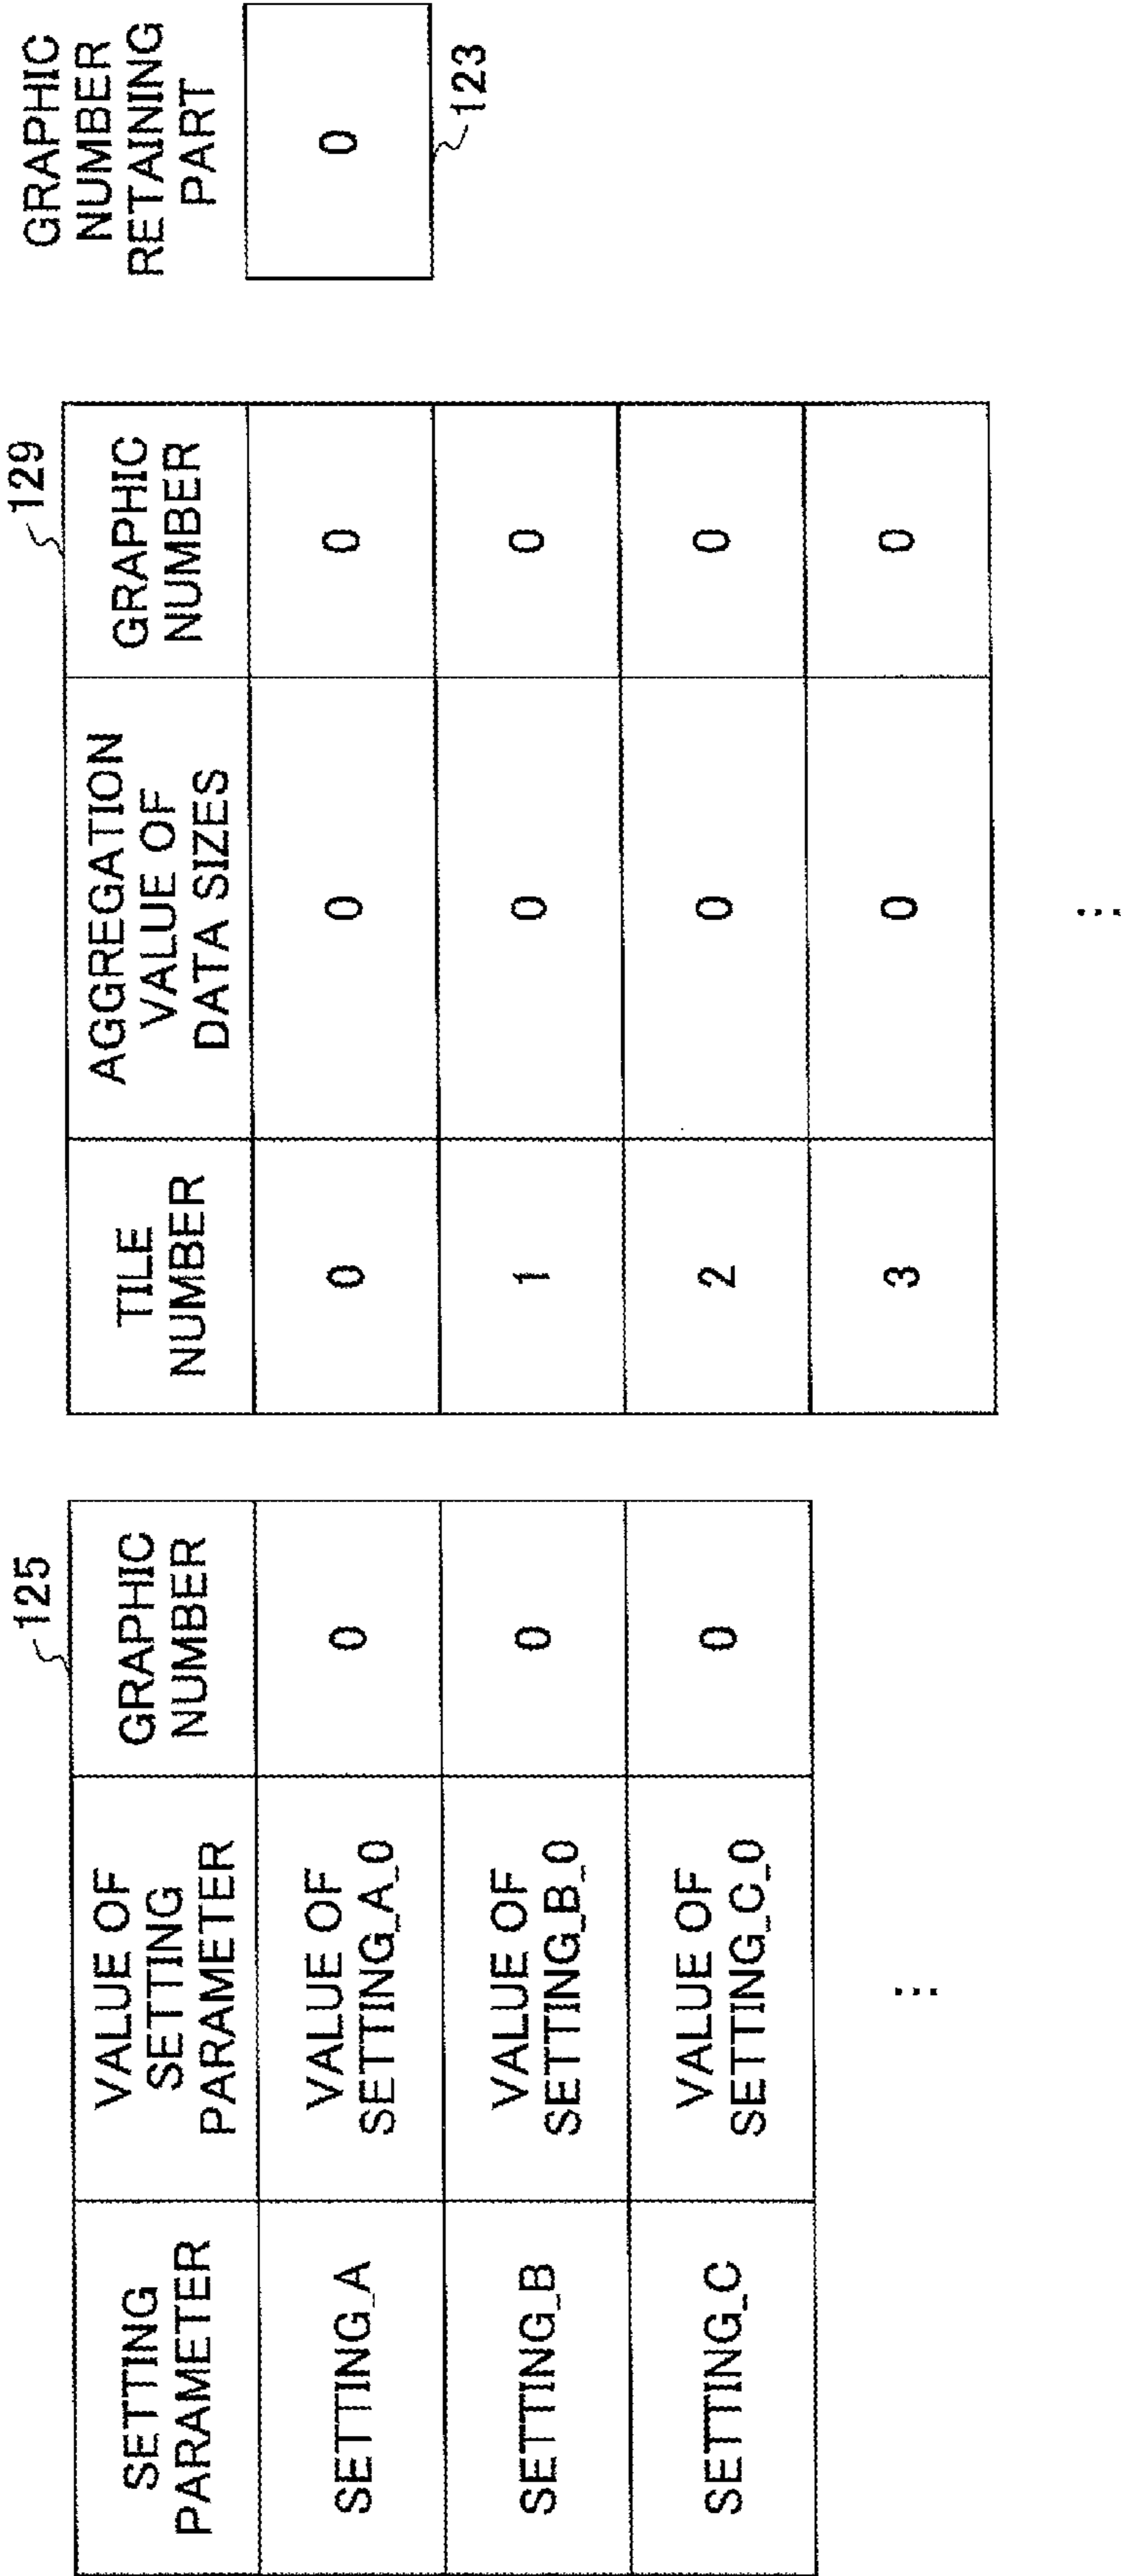 125
SETTING
PARAMETER
VALUE OF
SETTING
PARAMETER
GRAPHIC
NUMBER
SETTING_A
VALUE OF
SETTING_A_0
0
SETTING_B
VALUE OF
SETTING_B_0
0
SETTING_C
VALUE OF
SETTING_C_0
0
...
129
TILE
NUMBER
AGGREGATION
VALUE OF
DATA SIZES
GRAPHIC
NUMBER
0
0
0
1
0
0
2
0
0
3
0
0
...
GRAPHIC
NUMBER
RETAINING
PART
0
123